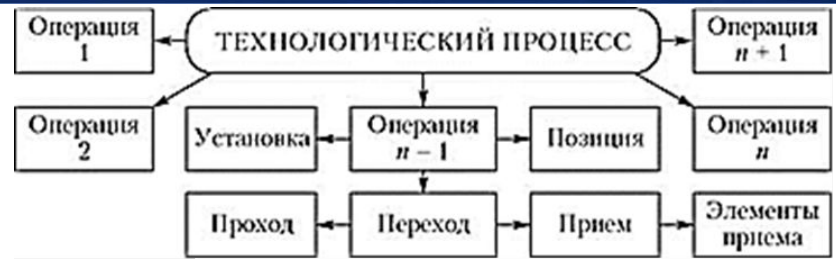 Операция
1
ТЕХНОЛОГИЧЕСКИЙ ПРОЦЕСС
Операция
n + 1
Операция
2
Установка
Операция
n – 1
Позиция
Операция
n
Проход
Переход
Прием
Элементы
приема